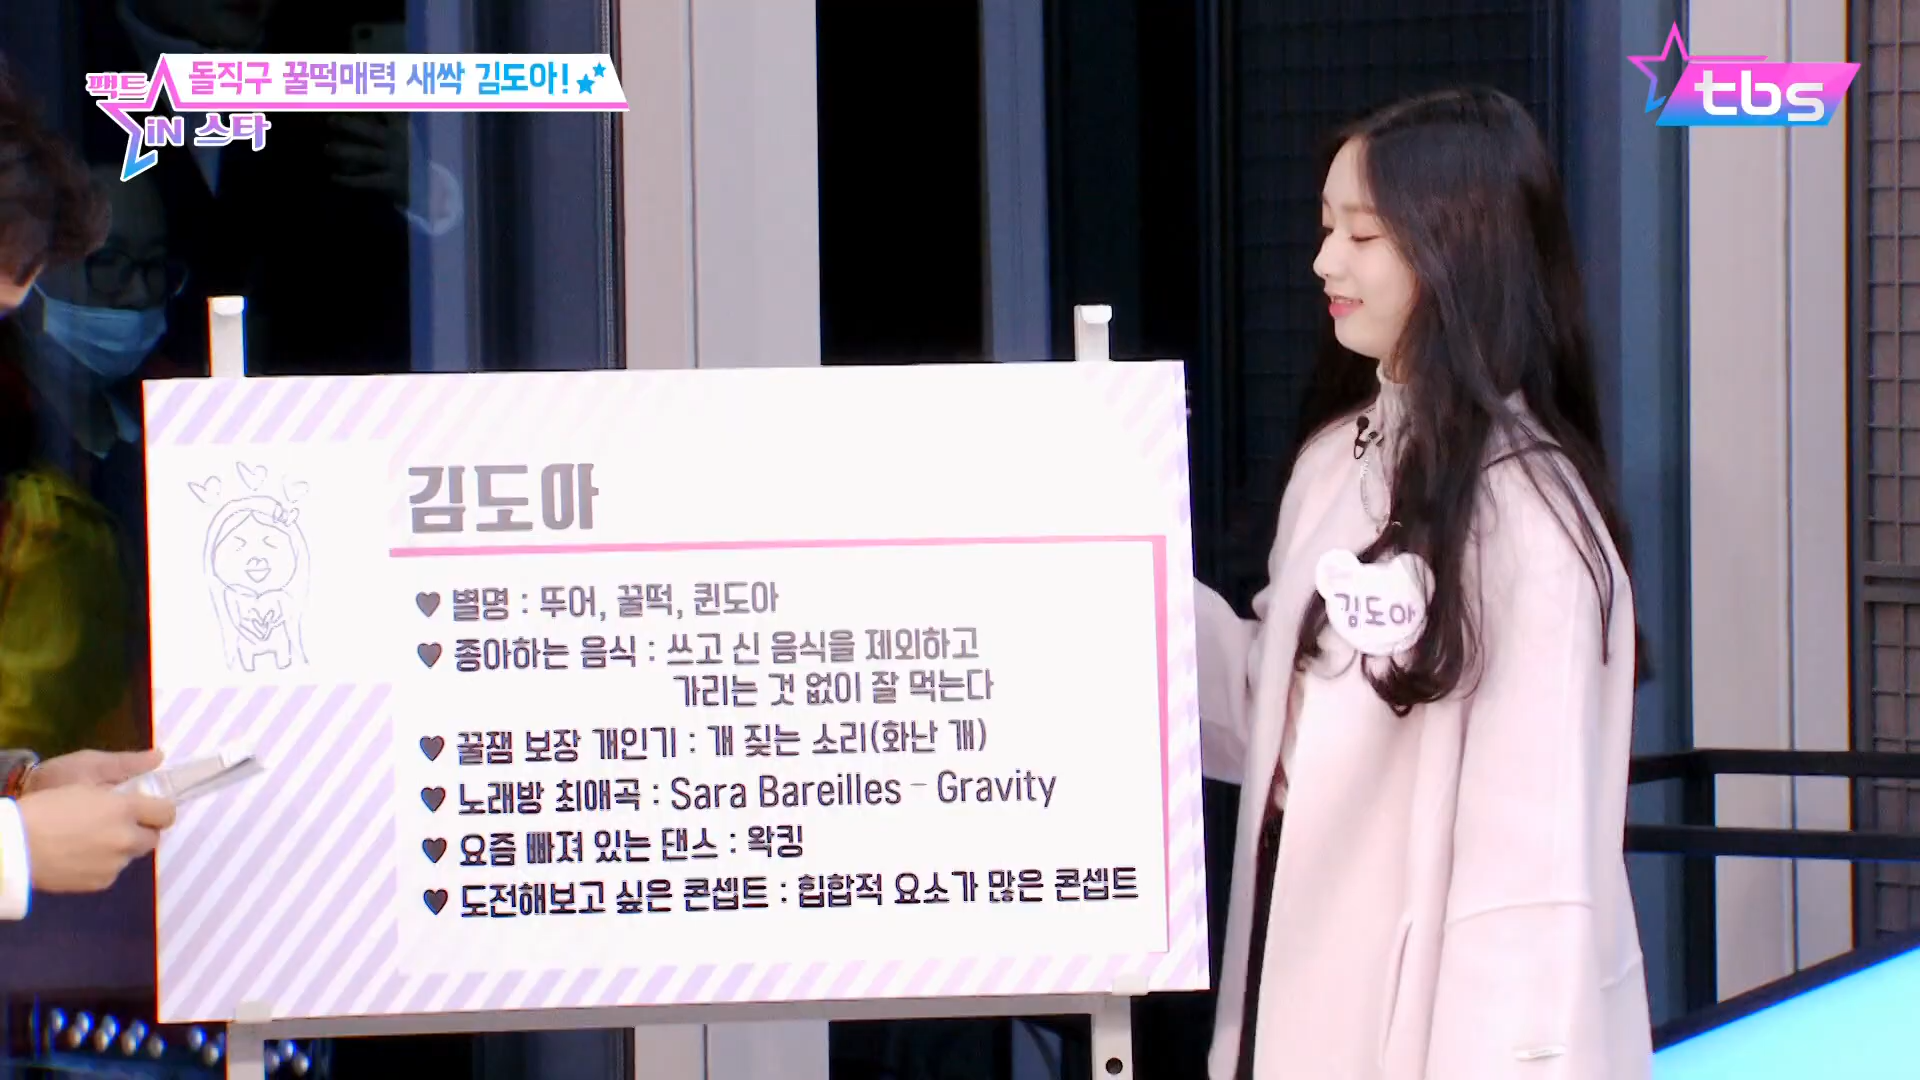 돌직구 꿀떡매력 새싹 김도아!
팩트
iN 스타
tbs
김도아
♥ 별명 : 뚜어, 꿀떡, 퀸도아
♥ 좋아하는 음식 : 쓰고 신 음식을 제외하고
가리는 것 없이 잘 먹는다
♥ 꿀잼 보장 개인기 : 개 짖는 소리(화난 개)
♥ 노래방 최애곡 : Sara Bareilles - Gravity
♥ 요즘 빠져 있는 댄스 : 왁킹
♥ 도전해보고 싶은 콘셉트 : 힙합적 요소가 많은 콘셉트
김도아